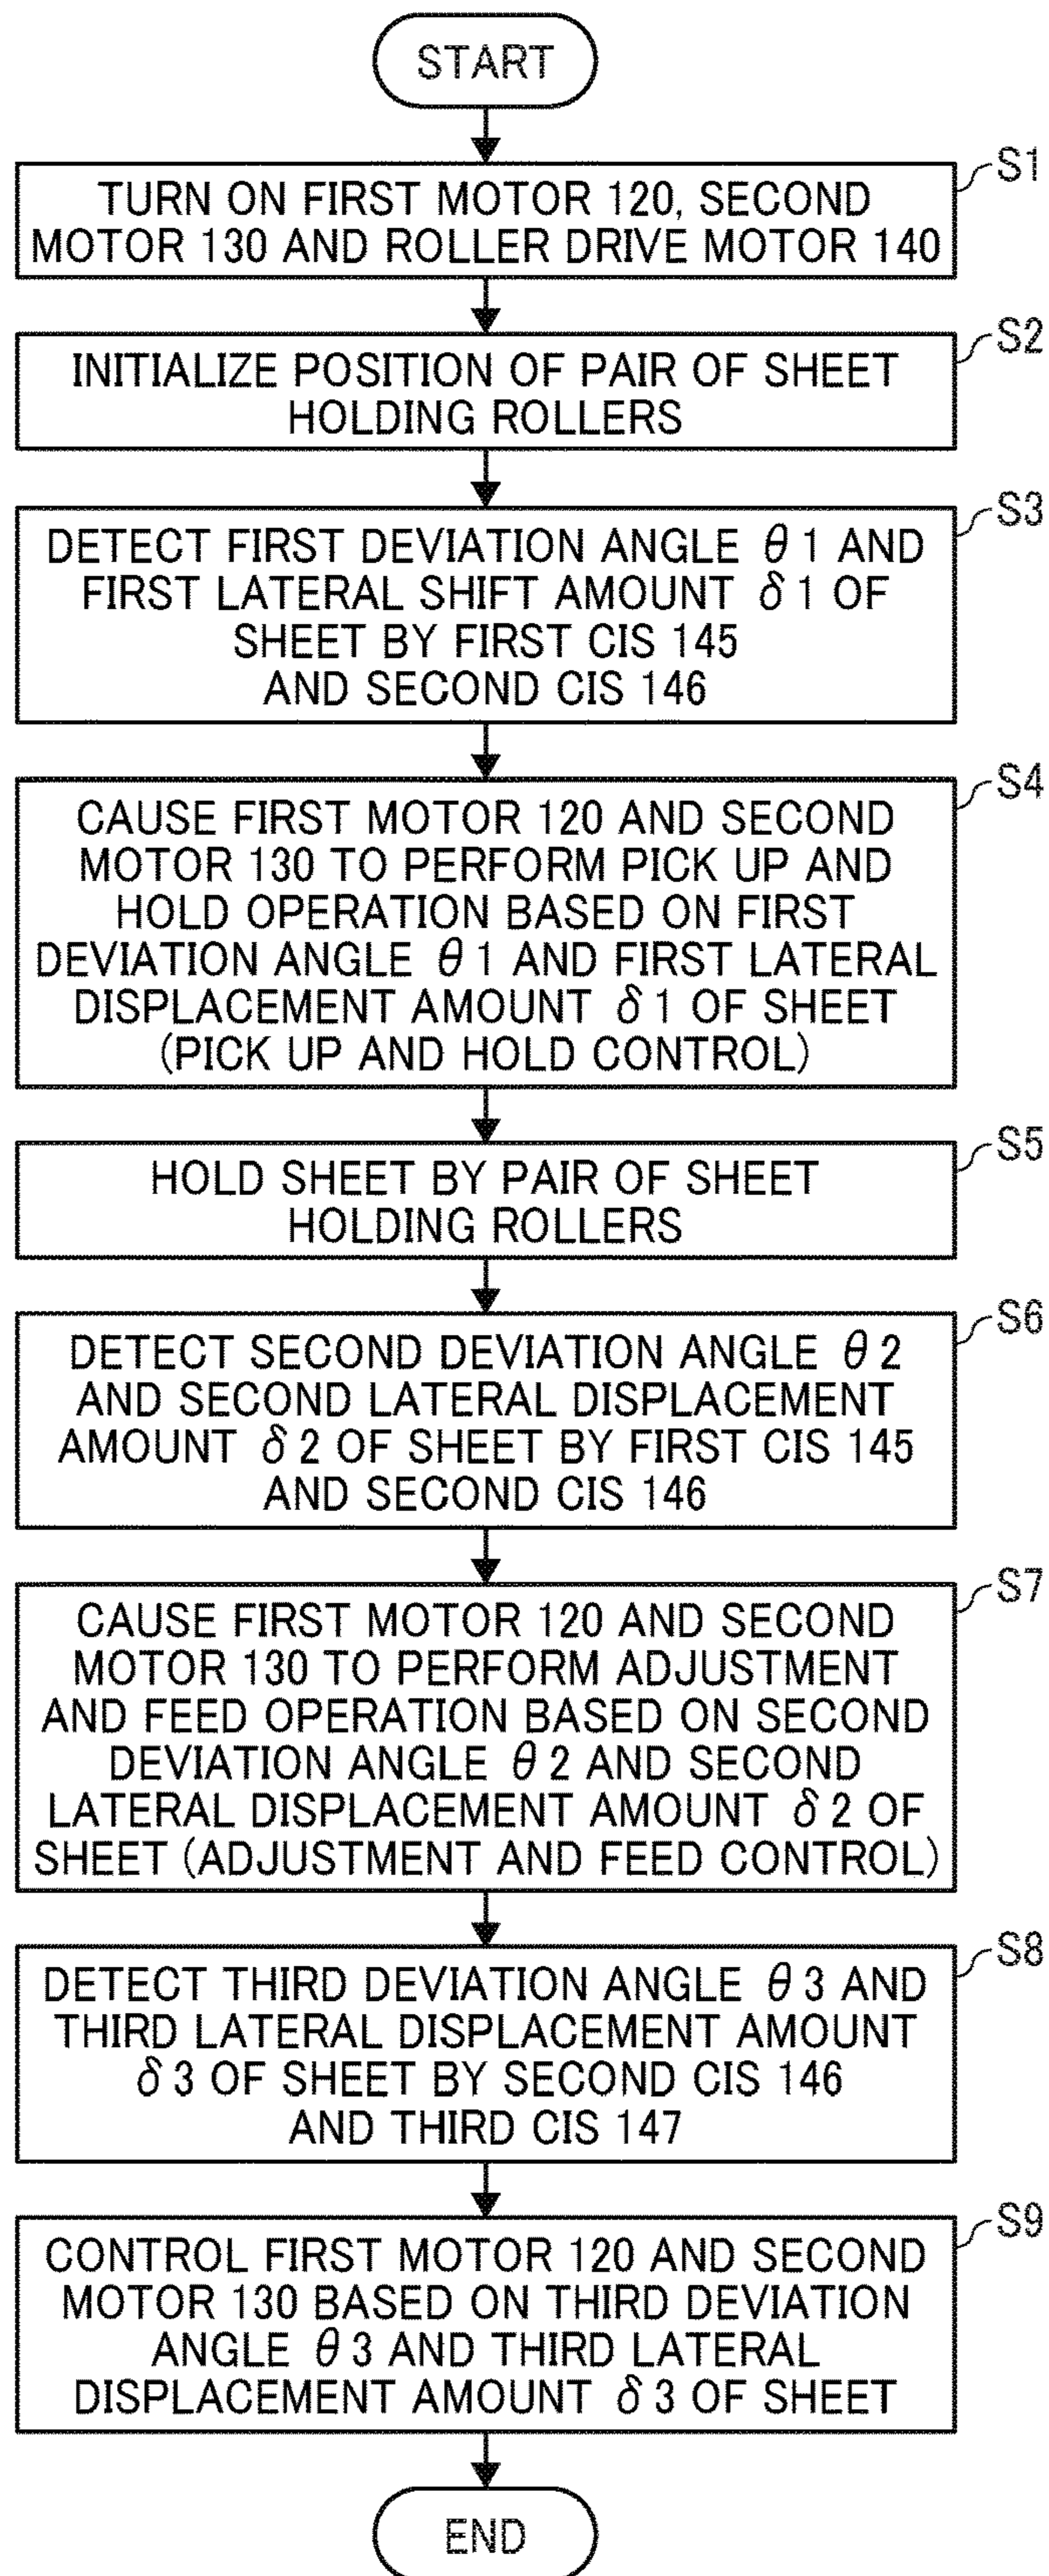 START
S1
TURN ON FIRST MOTOR 120, SECOND
MOTOR 130 AND ROLLER DRIVE MOTOR 140
S2
INITIALIZE POSITION OF PAIR OF SHEET
HOLDING ROLLERS
S3
DETECT FIRST DEVIATION ANGLE θ1 AND
FIRST LATERAL SHIFT AMOUNT δ1 OF
SHEET BY FIRST CIS 145
AND SECOND CIS 146
S4
CAUSE FIRST MOTOR 120 AND SECOND
MOTOR 130 TO PERFORM PICK UP AND
HOLD OPERATION BASED ON FIRST
DEVIATION ANGLE θ1 AND FIRST LATERAL
DISPLACEMENT AMOUNT δ1 OF SHEET
(PICK UP AND HOLD CONTROL)
S5
HOLD SHEET BY PAIR OF SHEET
HOLDING ROLLERS
S6
DETECT SECOND DEVIATION ANGLE θ2
AND SECOND LATERAL DISPLACEMENT
AMOUNT δ2 OF SHEET BY FIRST CIS 145
AND SECOND CIS 146
S7
CAUSE FIRST MOTOR 120 AND SECOND
MOTOR 130 TO PERFORM ADJUSTMENT
AND FEED OPERATION BASED ON SECOND
DEVIATION ANGLE θ2 AND SECOND
LATERAL DISPLACEMENT AMOUNT δ2 OF
SHEET (ADJUSTMENT AND FEED CONTROL)
S8
DETECT THIRD DEVIATION ANGLE θ3 AND
THIRD LATERAL DISPLACEMENT AMOUNT
δ3 OF SHEET BY SECOND CIS 146
AND THIRD CIS 147
S9
CONTROL FIRST MOTOR 120 AND SECOND
MOTOR 130 BASED ON THIRD DEVIATION
ANGLE θ3 AND THIRD LATERAL
DISPLACEMENT AMOUNT δ3 OF SHEET
END